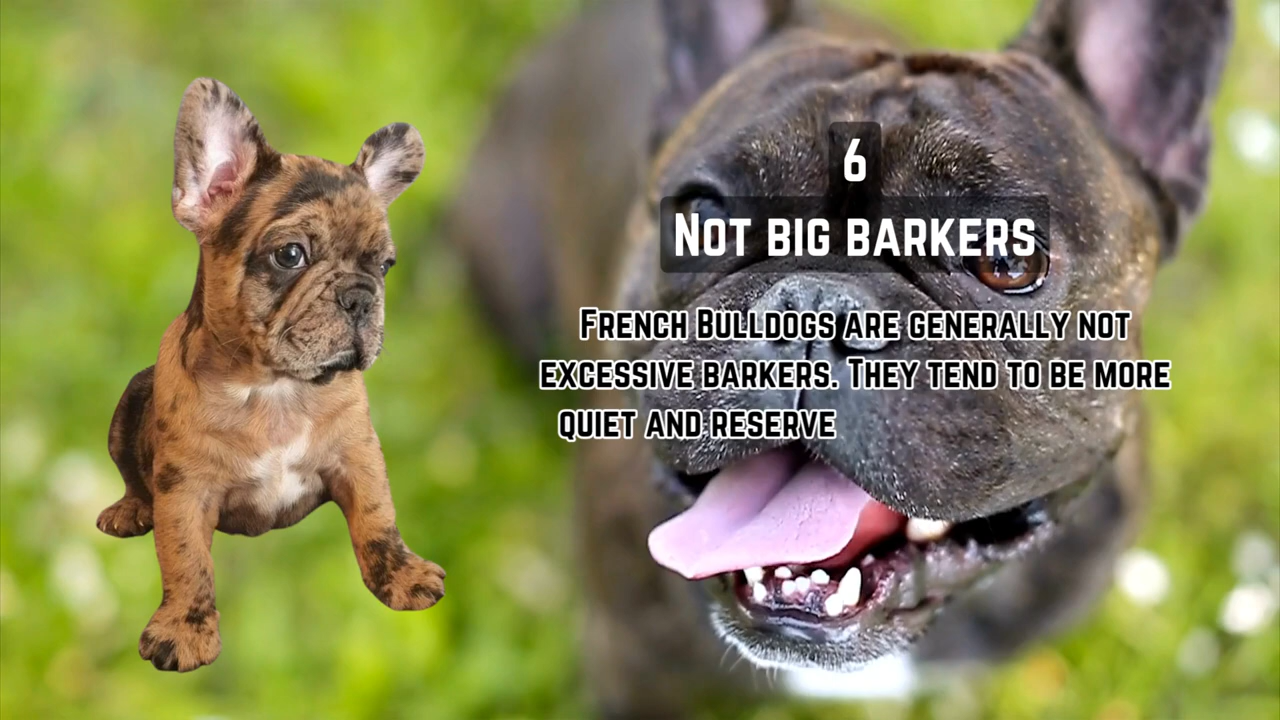 6
Not big barkers
French Bulldogs are generally not
excessive barkers. They tend to be more
quiet and reserve